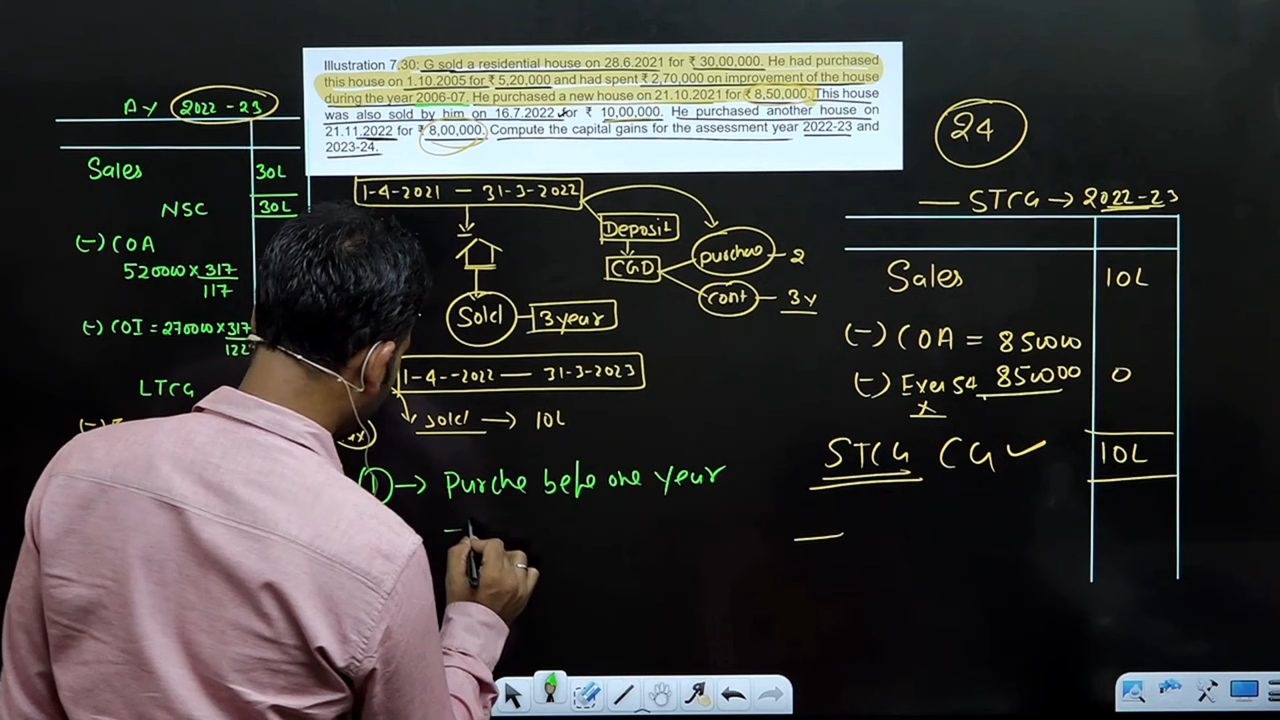 Illustration 7.30: G sold a residential house on 28.6.2021 for ₹ 30,00,000. He had purchased
this house on 1.10.2005 for ₹ 5,20,000 and had spent ₹ 2,70,000 on improvement of the house
during the year 2006-07. He purchased a new house on 21.10.2021 for ₹ 8,50,000. This house
was also sold by him on 16.7.2022 for ₹ 10,00,000. He purchased another house on
21.11.2022 for ₹ 8,00,000. Compute the capital gains for the assessment year 2022-23 and
2023-24.
AY 2022-23
Sales 30L
NSC 30L
(-) COA
520000 × 317
117
(-) COI = 270000 × 317
122
LTCG
(-)
1-4-2021 — 31-3-2022
Deposit
CGD
purchae - 2
Cont - 3y
Sold - 3 year
1-4--2022 — 31-3-2023
sold → 10L
① → Purche befe one year
24
— STCG → 2022-23
Sales 10L
(-) COA = 850000
(-) Exer 54 850000 0
x
STCG CG ✓ 10L